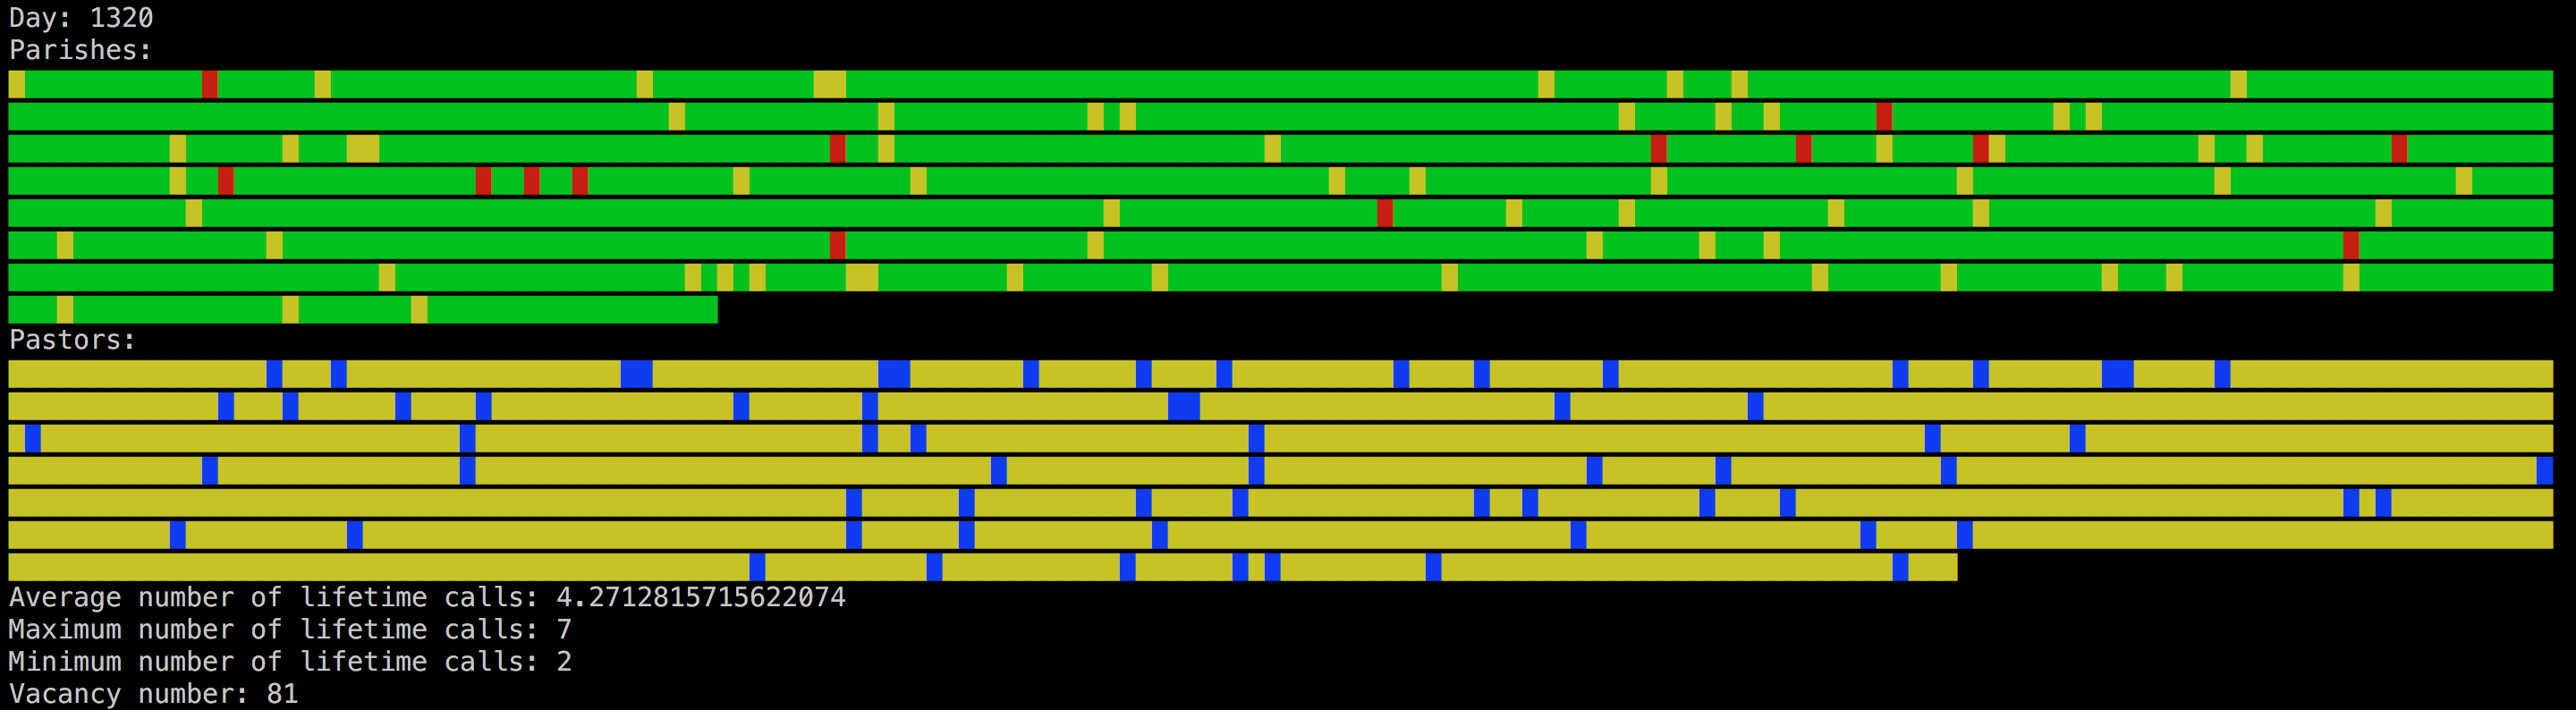 Day: 1320
Parishes:
Pastors:
Average number of lifetime calls: 4.2712815715622074
Maximum number of lifetime calls: 7
Minimum number of lifetime calls: 2
Vacancy number: 81